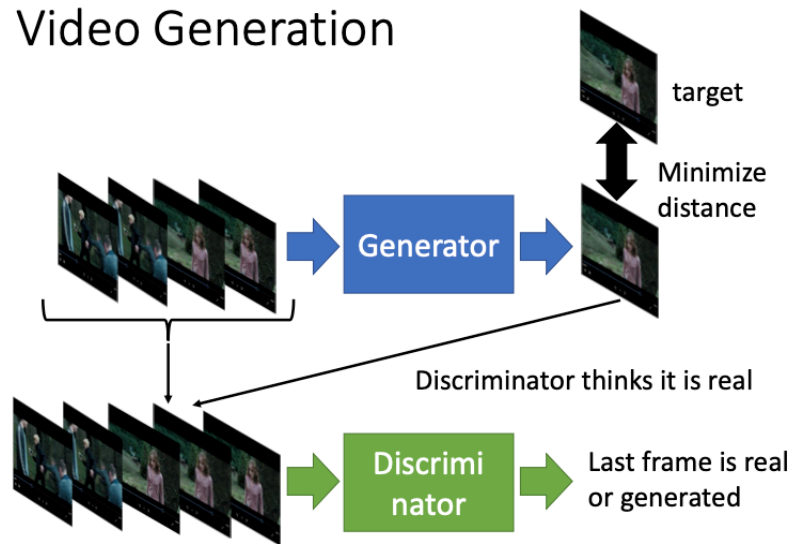 Video Generation
target
Minimize
distance
Generator
Discriminator thinks it is real
Discrimi
nator
Last frame is real
or generated